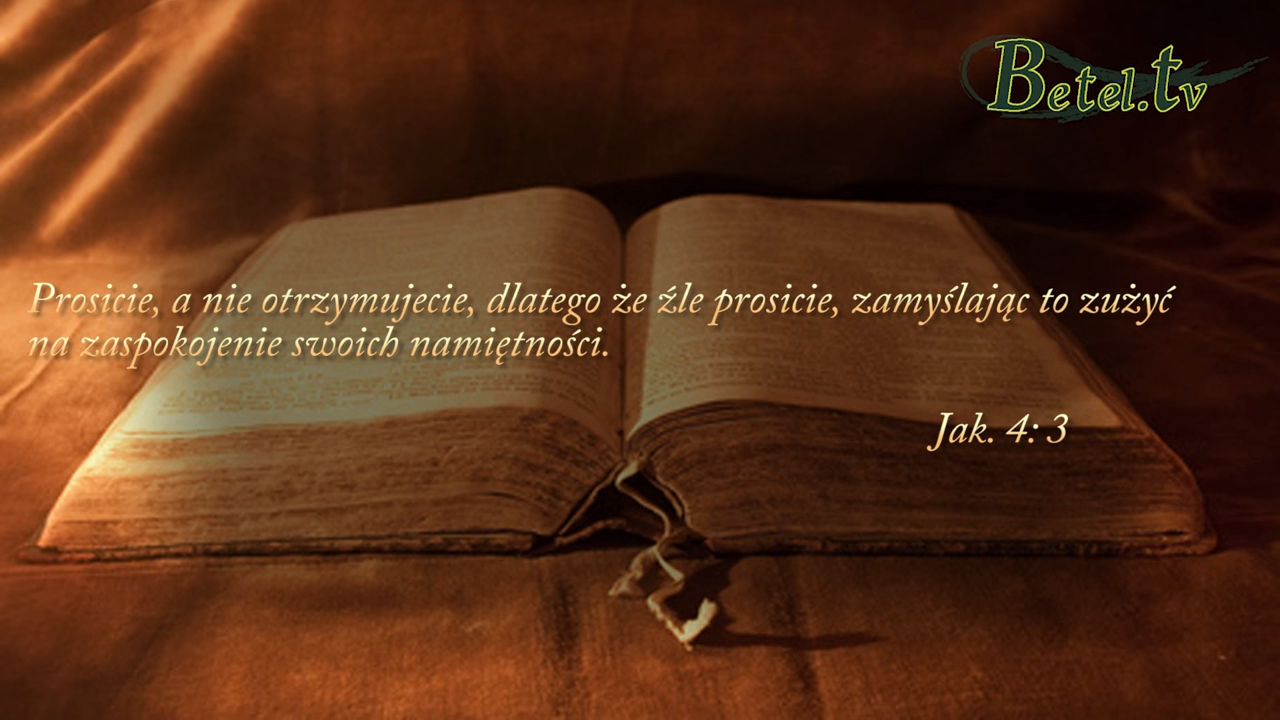 Betel.tv
Prosicie, a nie otrzymujecie, dlatego że źle prosicie, zamyślając to zużyć
na zaspokojenie swoich namiętności.
Jak. 4: 3